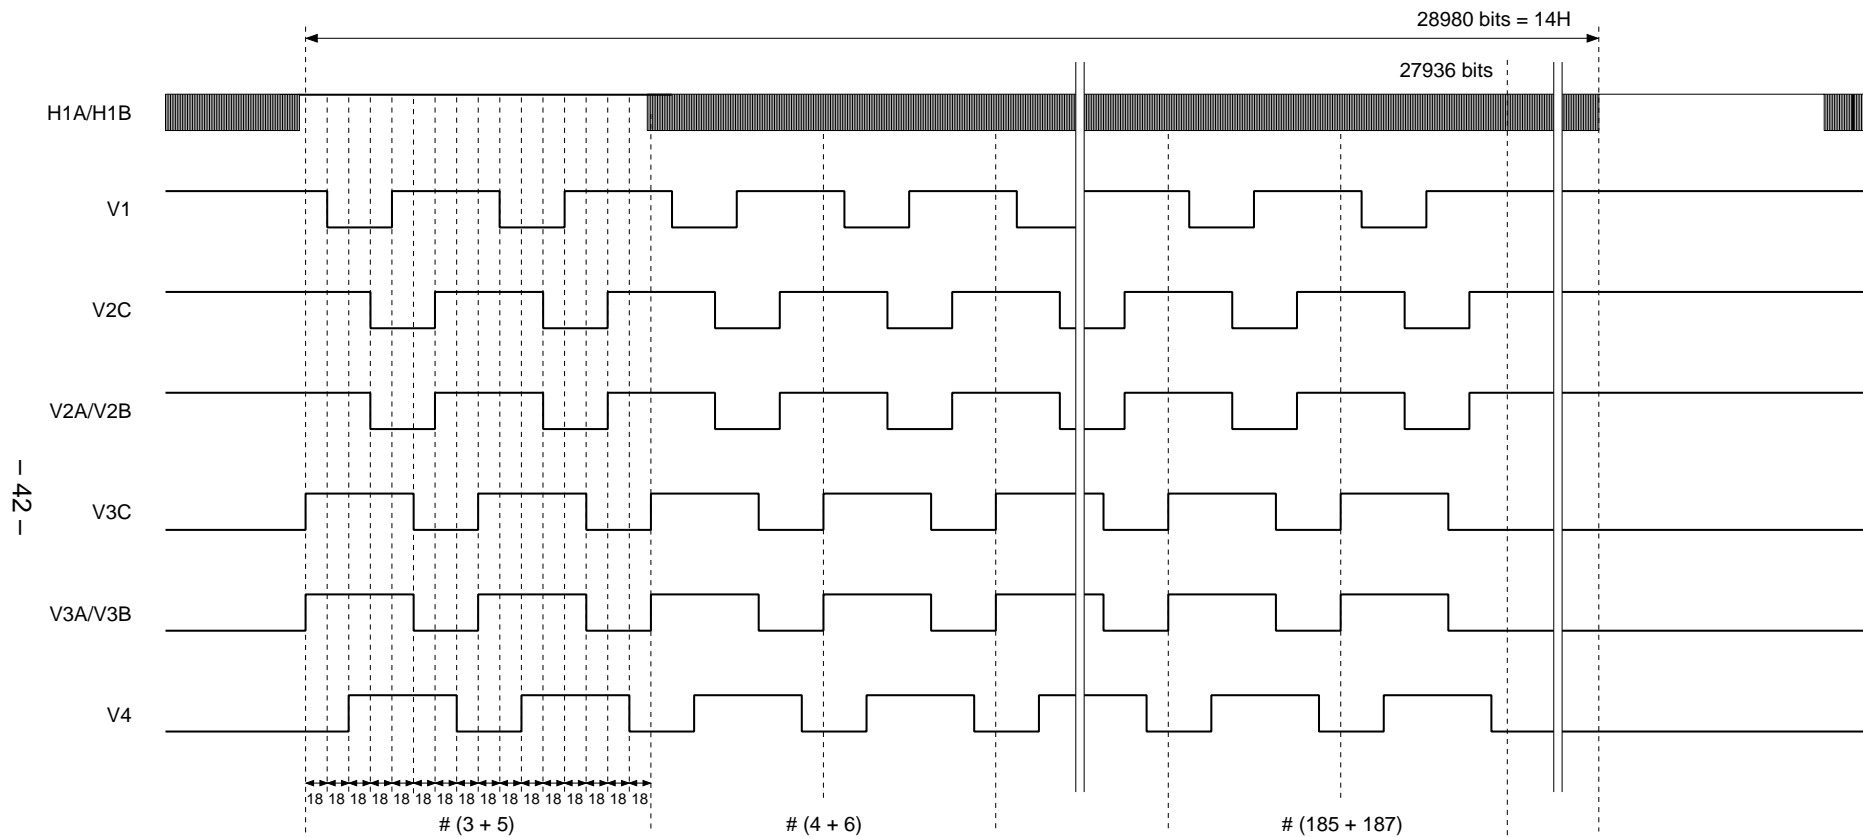 28980 bits = 14H
27936 bits
H1A/H1B
V1
V2C
V2A/V2B
V3C
V3A/V3B
V4
18 18 18 18 18 18 18 18 18 18 18 18 18 18 18 18
# (3 + 5) # (4 + 6) # (185 + 187)
– 42 –